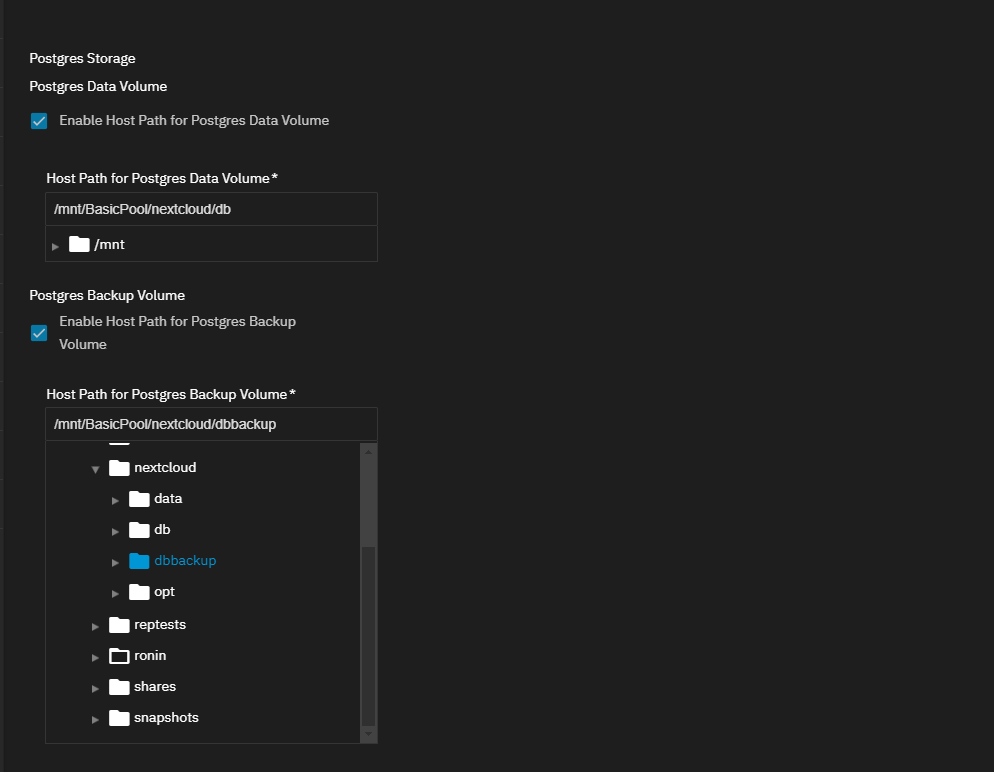 Postgres Storage
Postgres Data Volume
Enable Host Path for Postgres Data Volume
Host Path for Postgres Data Volume*
/mnt/BasicPool/nextcloud/db
/mnt
Postgres Backup Volume
Enable Host Path for Postgres Backup
Volume
Host Path for Postgres Backup Volume*
/mnt/BasicPool/nextcloud/dbbackup
nextcloud
data
db
dbbackup
opt
reptests
ronin
shares
snapshots